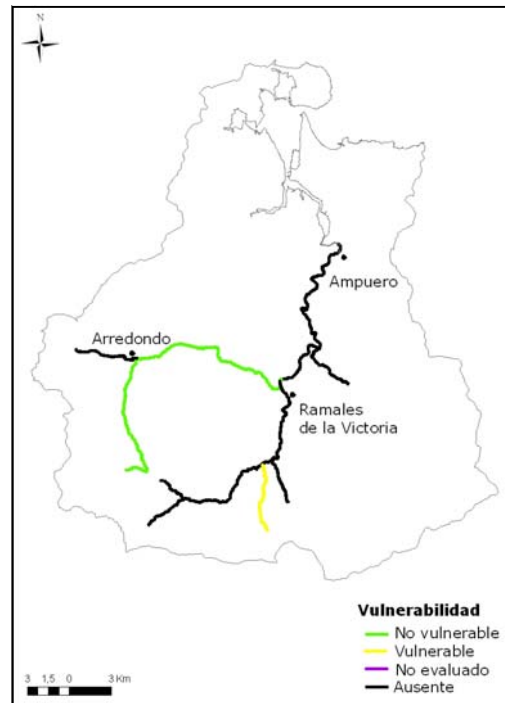 N
Ampuero
Arredondo
Ramales
de la Victoria
Vulnerabilidad
No vulnerable
Vulnerable
No evaluado
Ausente
3 1,5 0 3 Km